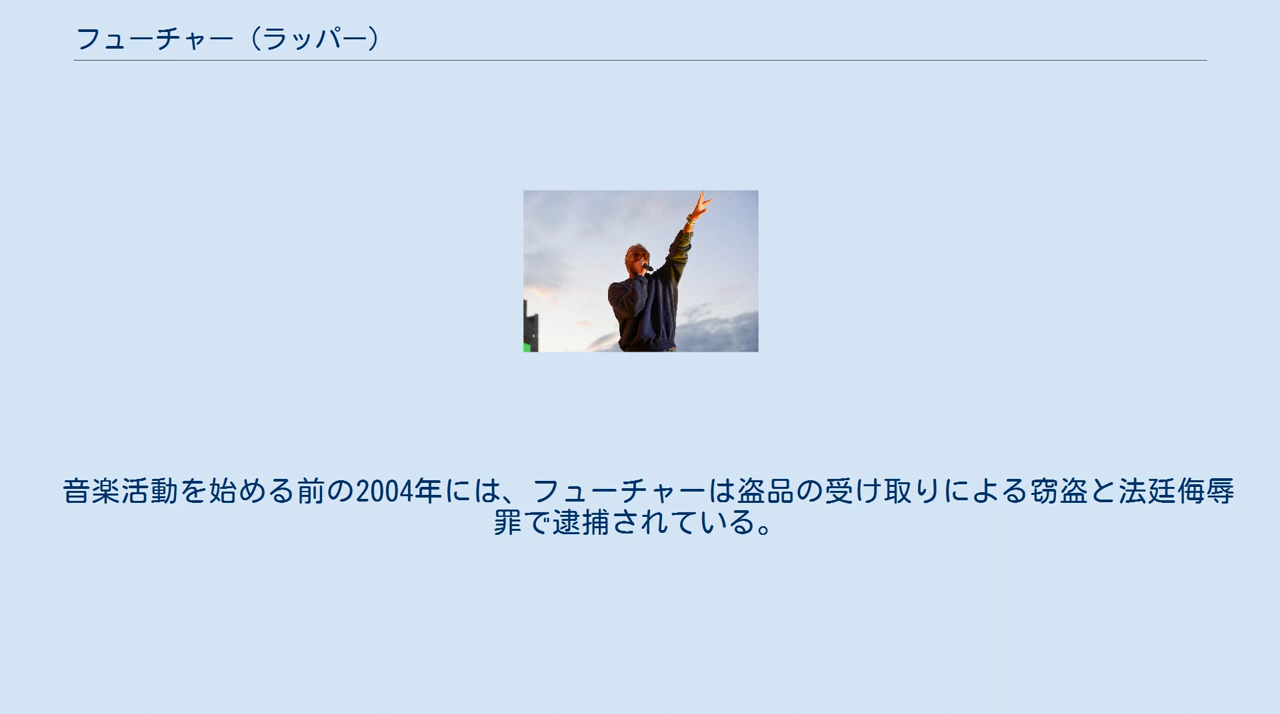 フューチャー（ラッパー）
音楽活動を始める前の2004年には、フューチャーは盗品の受け取りによる窃盗と法廷侮辱
罪で逮捕されている。